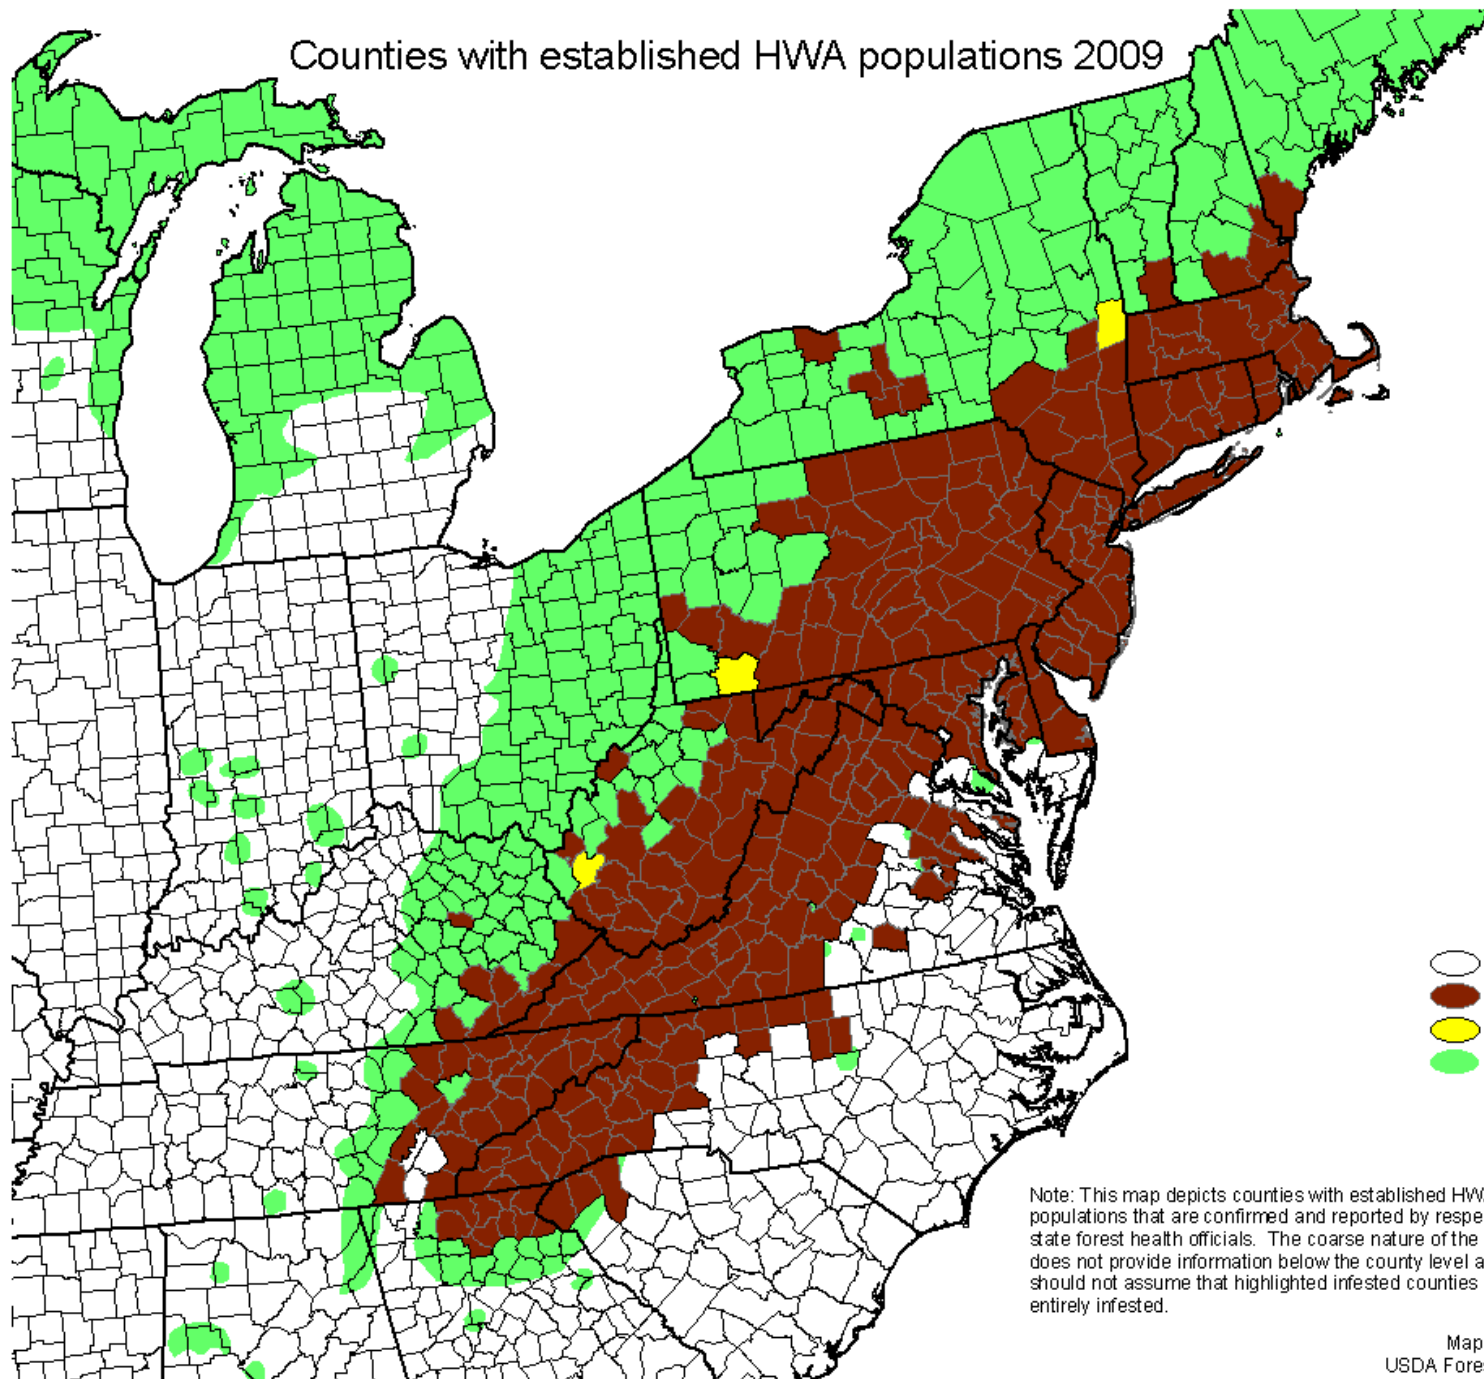 Counties with established HWA populations 2009
Note: This map depicts counties with established HW
populations that are confirmed and reported by respe
state forest health officials. The coarse nature of the
does not provide information below the county level a
should not assume that highlighted infested counties
entirely infested.
Map
USDA Fore